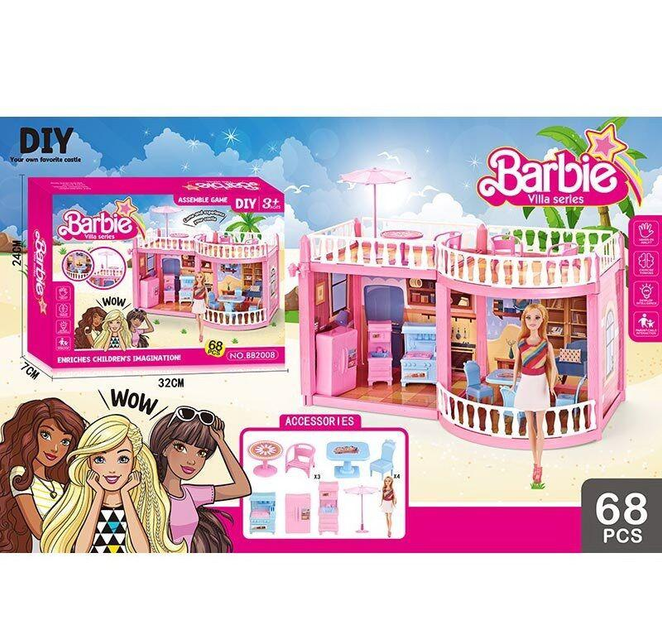 DIY
Your own favorite castle
Barbie
Villa series
24CM
7CM
32CM
ASSEMBLE GAME
DIY 3+
Barbie
Villa series
Barbie
WOW
68
PCS
NO.BB2008
ENRICHES CHILDREN'S IMAGINATION!
WOW
ACCESSORIES
X3
X4
68
PCS